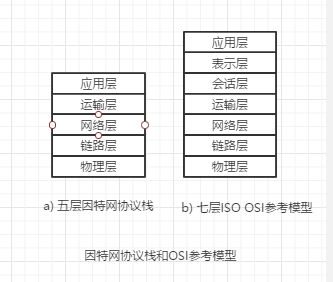 应用层
运输层
网络层
链路层
物理层
a) 五层因特网协议栈
应用层
表示层
会话层
运输层
网络层
链路层
物理层
b) 七层ISO OSI参考模型
因特网协议栈和OSI参考模型